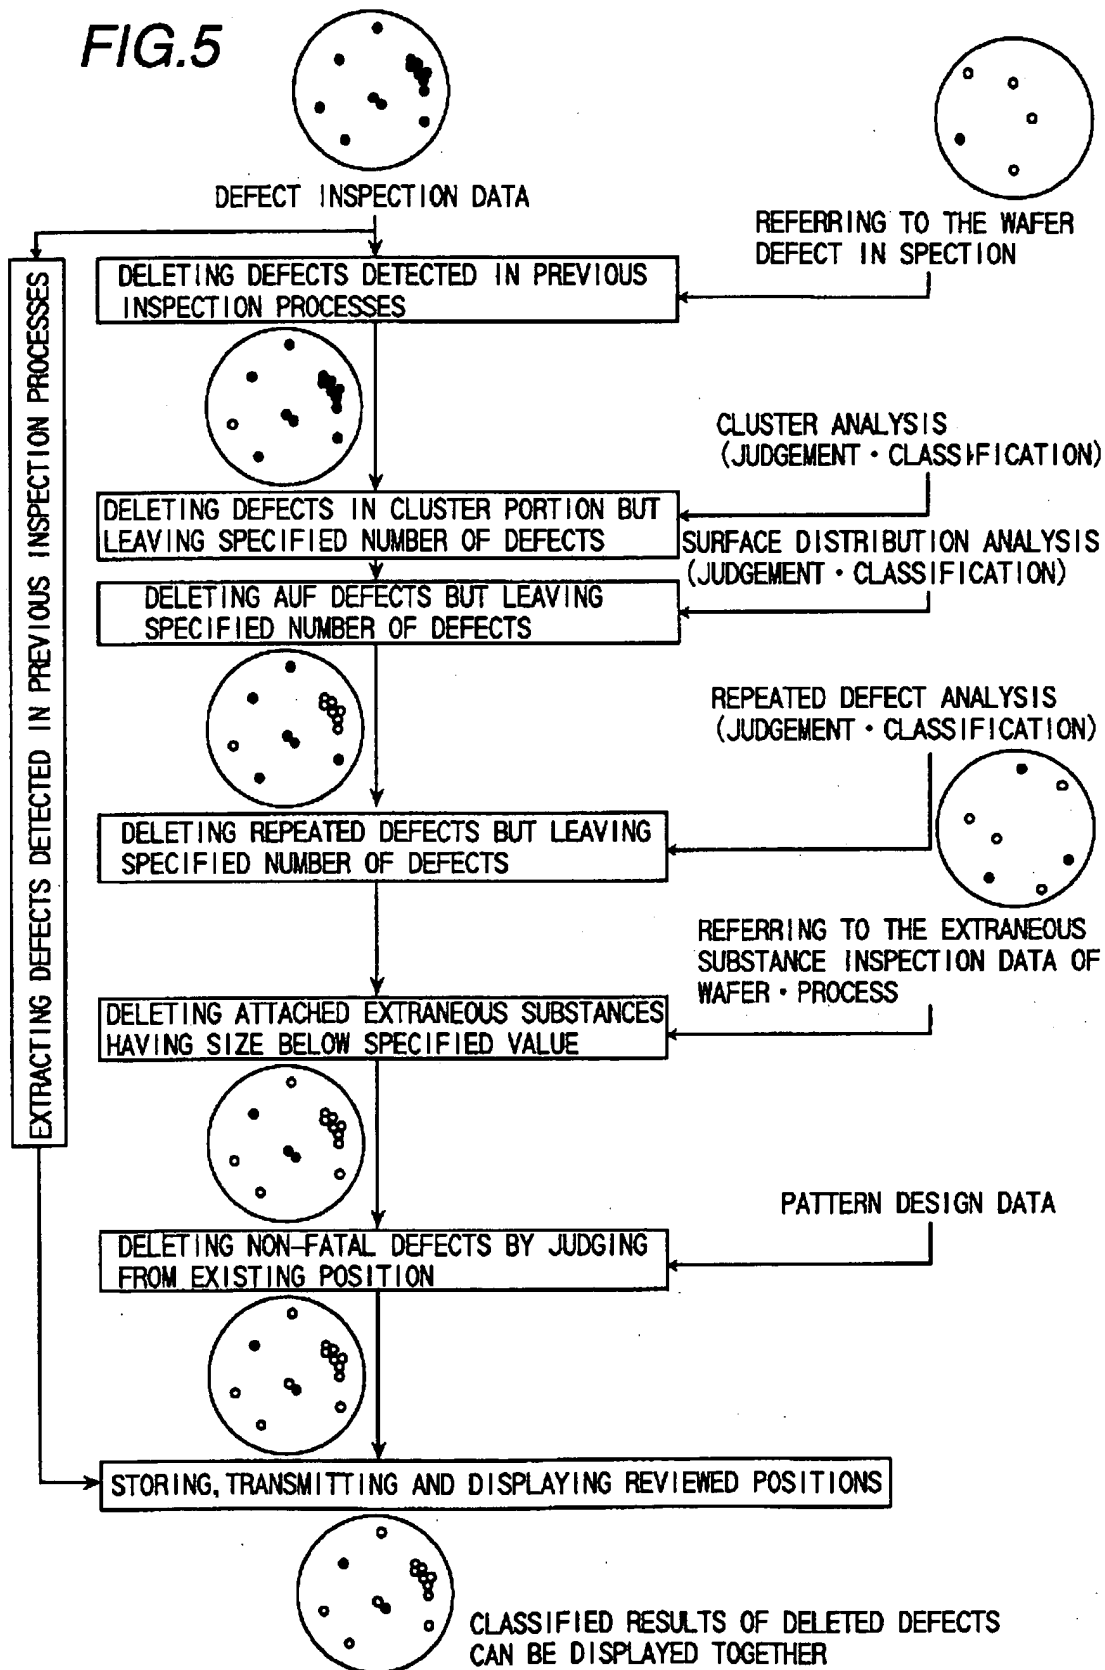 FIG.5
DEFECT INSPECTION DATA
REFERRING TO THE WAFER
DEFECT IN SPECTION
EXTRACTING DEFECTS DETECTED IN PREVIOUS INSPECTION PROCESSES
DELETING DEFECTS DETECTED IN PREVIOUS
INSPECTION PROCESSES
CLUSTER ANALYSIS
(JUDGEMENT・CLASSIFICATION)
DELETING DEFECTS IN CLUSTER PORTION BUT
LEAVING SPECIFIED NUMBER OF DEFECTS
SURFACE DISTRIBUTION ANALYSIS
(JUDGEMENT・CLASSIFICATION)
DELETING AUF DEFECTS BUT LEAVING
SPECIFIED NUMBER OF DEFECTS
REPEATED DEFECT ANALYSIS
(JUDGEMENT・CLASSIFICATION)
DELETING REPEATED DEFECTS BUT LEAVING
SPECIFIED NUMBER OF DEFECTS
REFERRING TO THE EXTRANEOUS
SUBSTANCE INSPECTION DATA OF
WAFER・PROCESS
DELETING ATTACHED EXTRANEOUS SUBSTANCES
HAVING SIZE BELOW SPECIFIED VALUE
PATTERN DESIGN DATA
DELETING NON-FATAL DEFECTS BY JUDGING
FROM EXISTING POSITION
STORING, TRANSMITTING AND DISPLAYING REVIEWED POSITIONS
CLASSIFIED RESULTS OF DELETED DEFECTS
CAN BE DISPLAYED TOGETHER